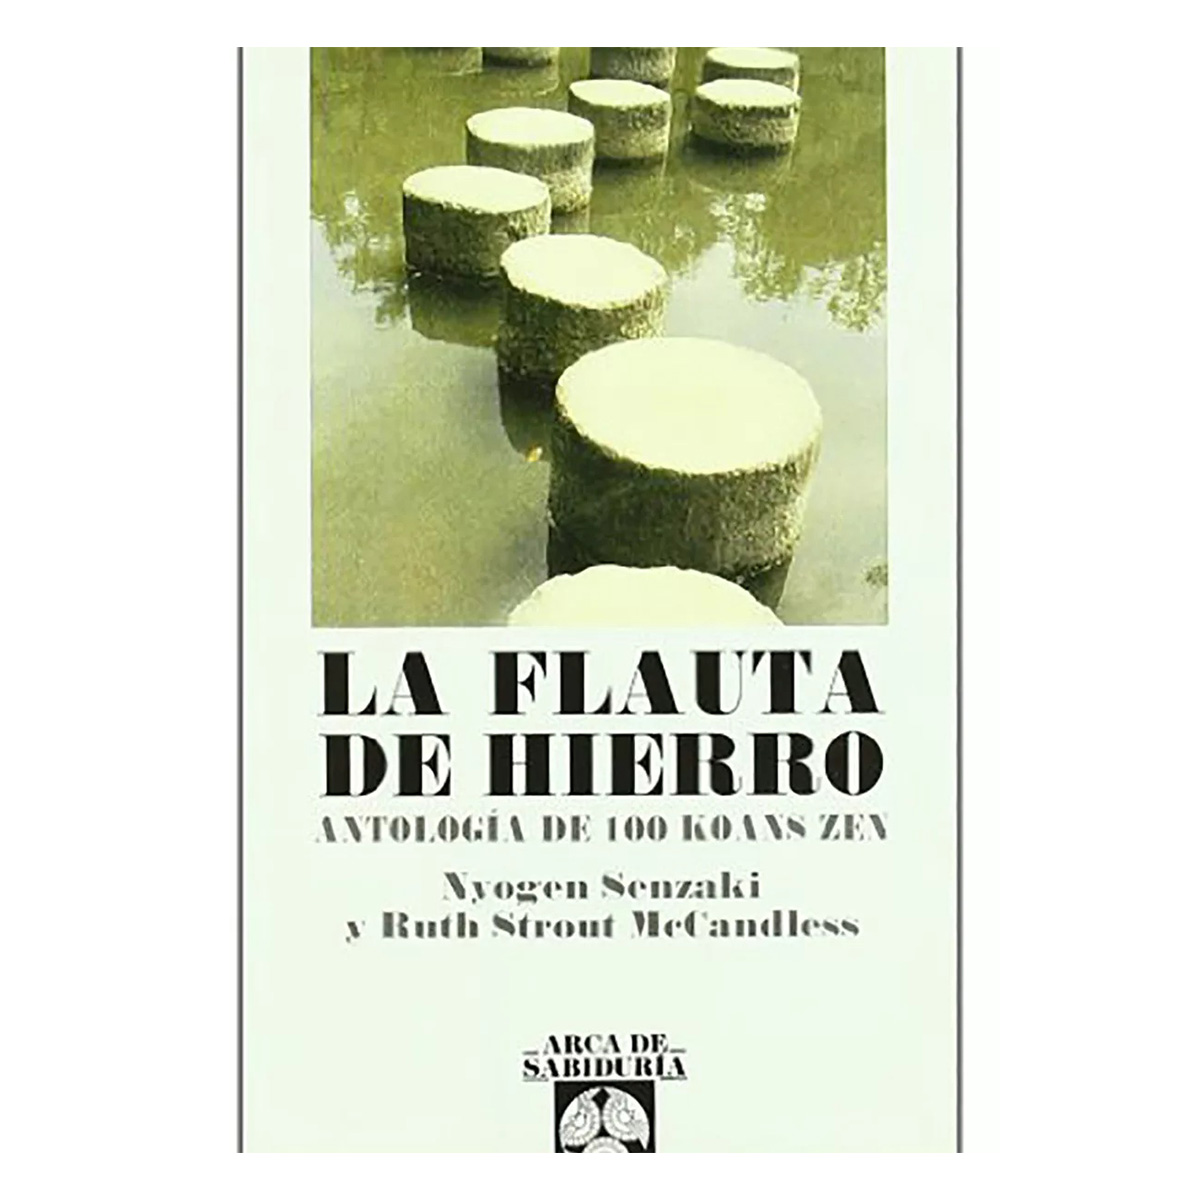 LA FLAUTA
DE HIERRO
ANTOLOGÍA DE 100 KOANS ZEN
Nyogen Senzaki
y Ruth Strout McCandless
ARCA DE
SABIDURÍA